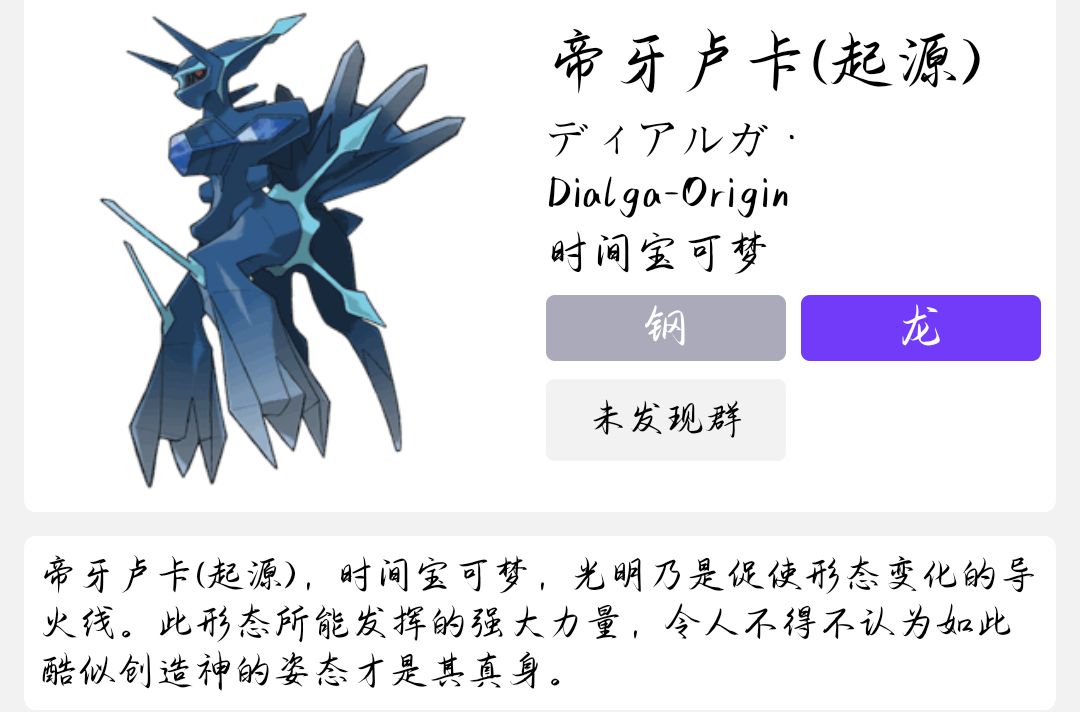 帝牙卢卡(起源)
ディアルガ·
Dialga-Origin
时间宝可梦
钢
龙
未发现群
帝牙卢卡(起源)，时间宝可梦，光明乃是促使形态变化的导
火线。此形态所能发挥的强大力量，令人不得不认为如此
酷似创造神的姿态才是其真身。